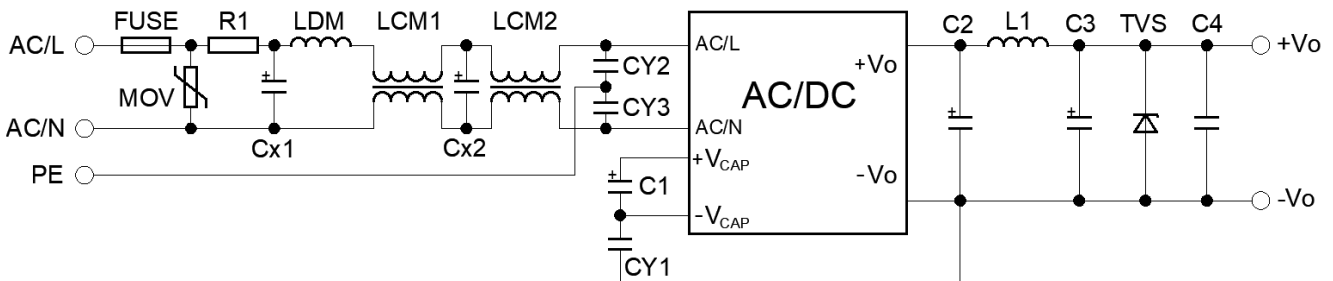 FUSE R1 LDM LCM1 LCM2 C2 L1 C3 TVS C4
AC/L AC/L +Vo
CY2 +Vo
MOV AC/DC
CY3
AC/N AC/N
Cx1 Cx2
PE +VCAP
C1 -Vo -Vo
-VCAP
CY1